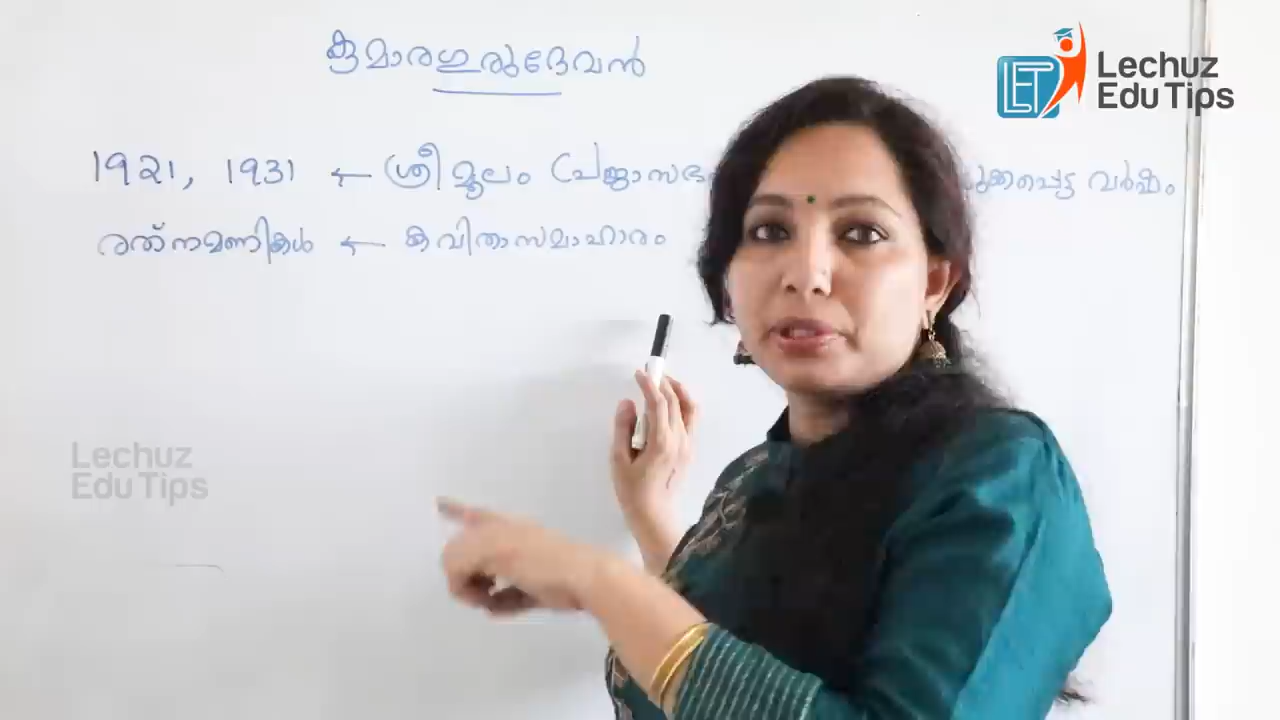 കുമാരഗുരുദേവൻ
Lechuz
Edu Tips
1921, 1931 ← ശ്രീമൂലം പ്രജാസഭ വർഷം
രത്നമണികൾ ← കവിതാസമാഹാരം
Lechuz
Edu Tips